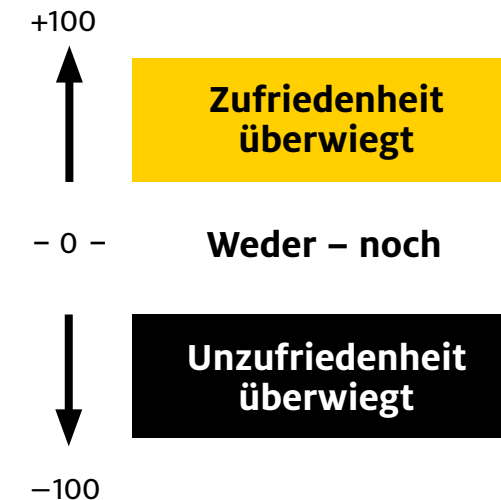 +100
Zufriedenheit
überwiegt
– 0 –
Weder – noch
Unzufriedenheit
überwiegt
–100